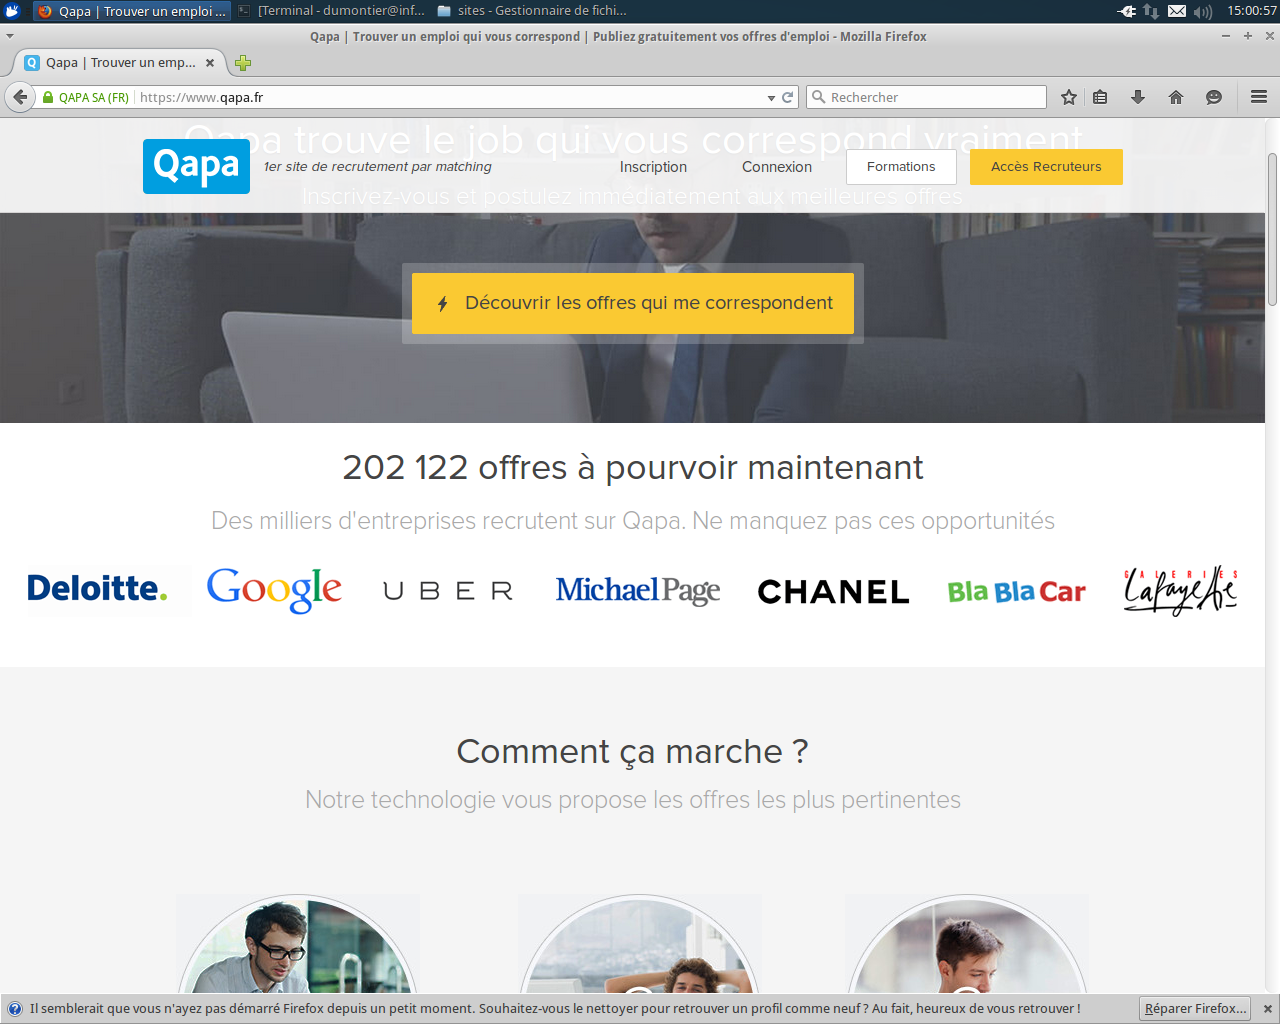 Qapa | Trouver un emploi ...
[Terminal - dumontier@inf...
sites - Gestionnaire de fichi...
15:00:57
Qapa | Trouver un emploi qui vous correspond | Publiez gratuitement vos offres d'emploi - Mozilla Firefox
Qapa | Trouver un emp...
QAPA SA (FR)
https://www.qapa.fr
Rechercher
Qapa trouve le job qui vous correspond vraiment
Qapa
1er site de recrutement par matching
Inscription
Connexion
Formations
Accès Recruteurs
Inscrivez-vous et postulez immédiatement aux meilleures offres
Découvrir les offres qui me correspondent
202 122 offres à pourvoir maintenant
Des milliers d'entreprises recrutent sur Qapa. Ne manquez pas ces opportunités
Deloitte.
Google
UBER
Michael Page
CHANEL
Bla Bla Car
GALERIES
Lafayette
Comment ça marche ?
Notre technologie vous propose les offres les plus pertinentes
Il semblerait que vous n'ayez pas démarré Firefox depuis un petit moment. Souhaitez-vous le nettoyer pour retrouver un profil comme neuf ? Au fait, heureux de vous retrouver !
Réparer Firefox...